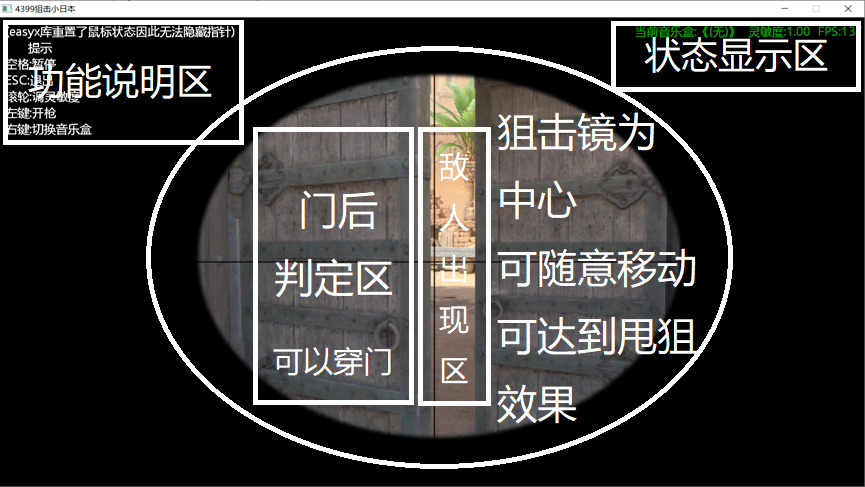 4399狙击小日本
(easyx库重置了鼠标状态因此无法隐藏指针)
提示
空格:暂停
ESC:退出
滚轮:调灵敏度
左键:开枪
右键:切换音乐盒
功能说明区
当前音乐盒:《(无)》 灵敏度:1.00 FPS:13
状态显示区
门后
判定区
可以穿门
敌
人
出
现
区
狙击镜为
中心
可随意移动
可达到甩狙
效果